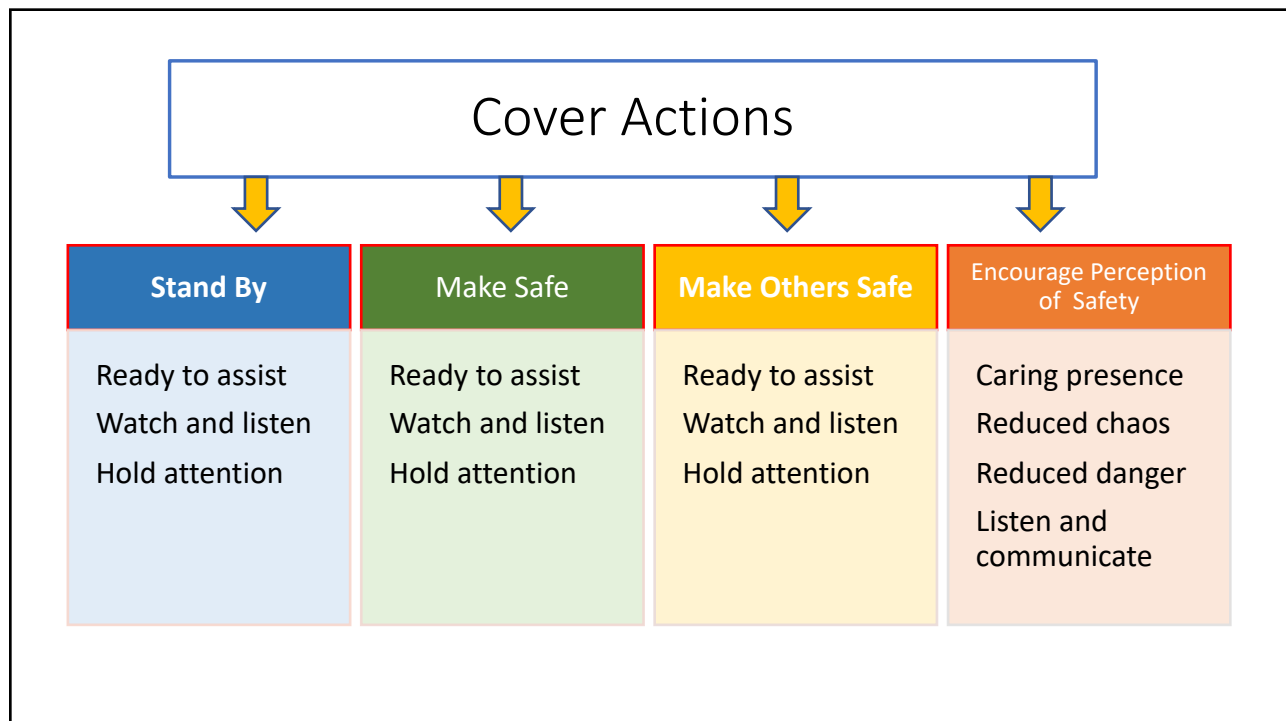 Cover Actions
Stand By
Ready to assist
Watch and listen
Hold attention
Make Safe
Ready to assist
Watch and listen
Hold attention
Make Others Safe
Ready to assist
Watch and listen
Hold attention
Encourage Perception
of Safety
Caring presence
Reduced chaos
Reduced danger
Listen and
communicate